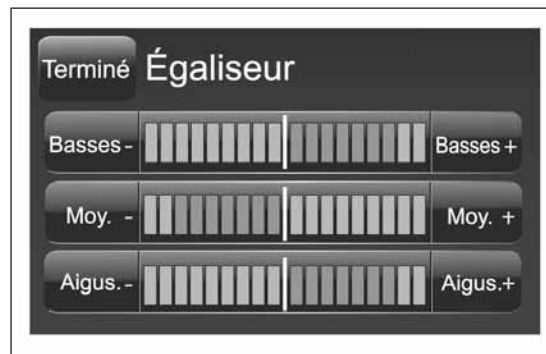 Terminé Égaliseur
Basses - Basses +
Moy. - Moy. +
Aigus.- Aigus.+